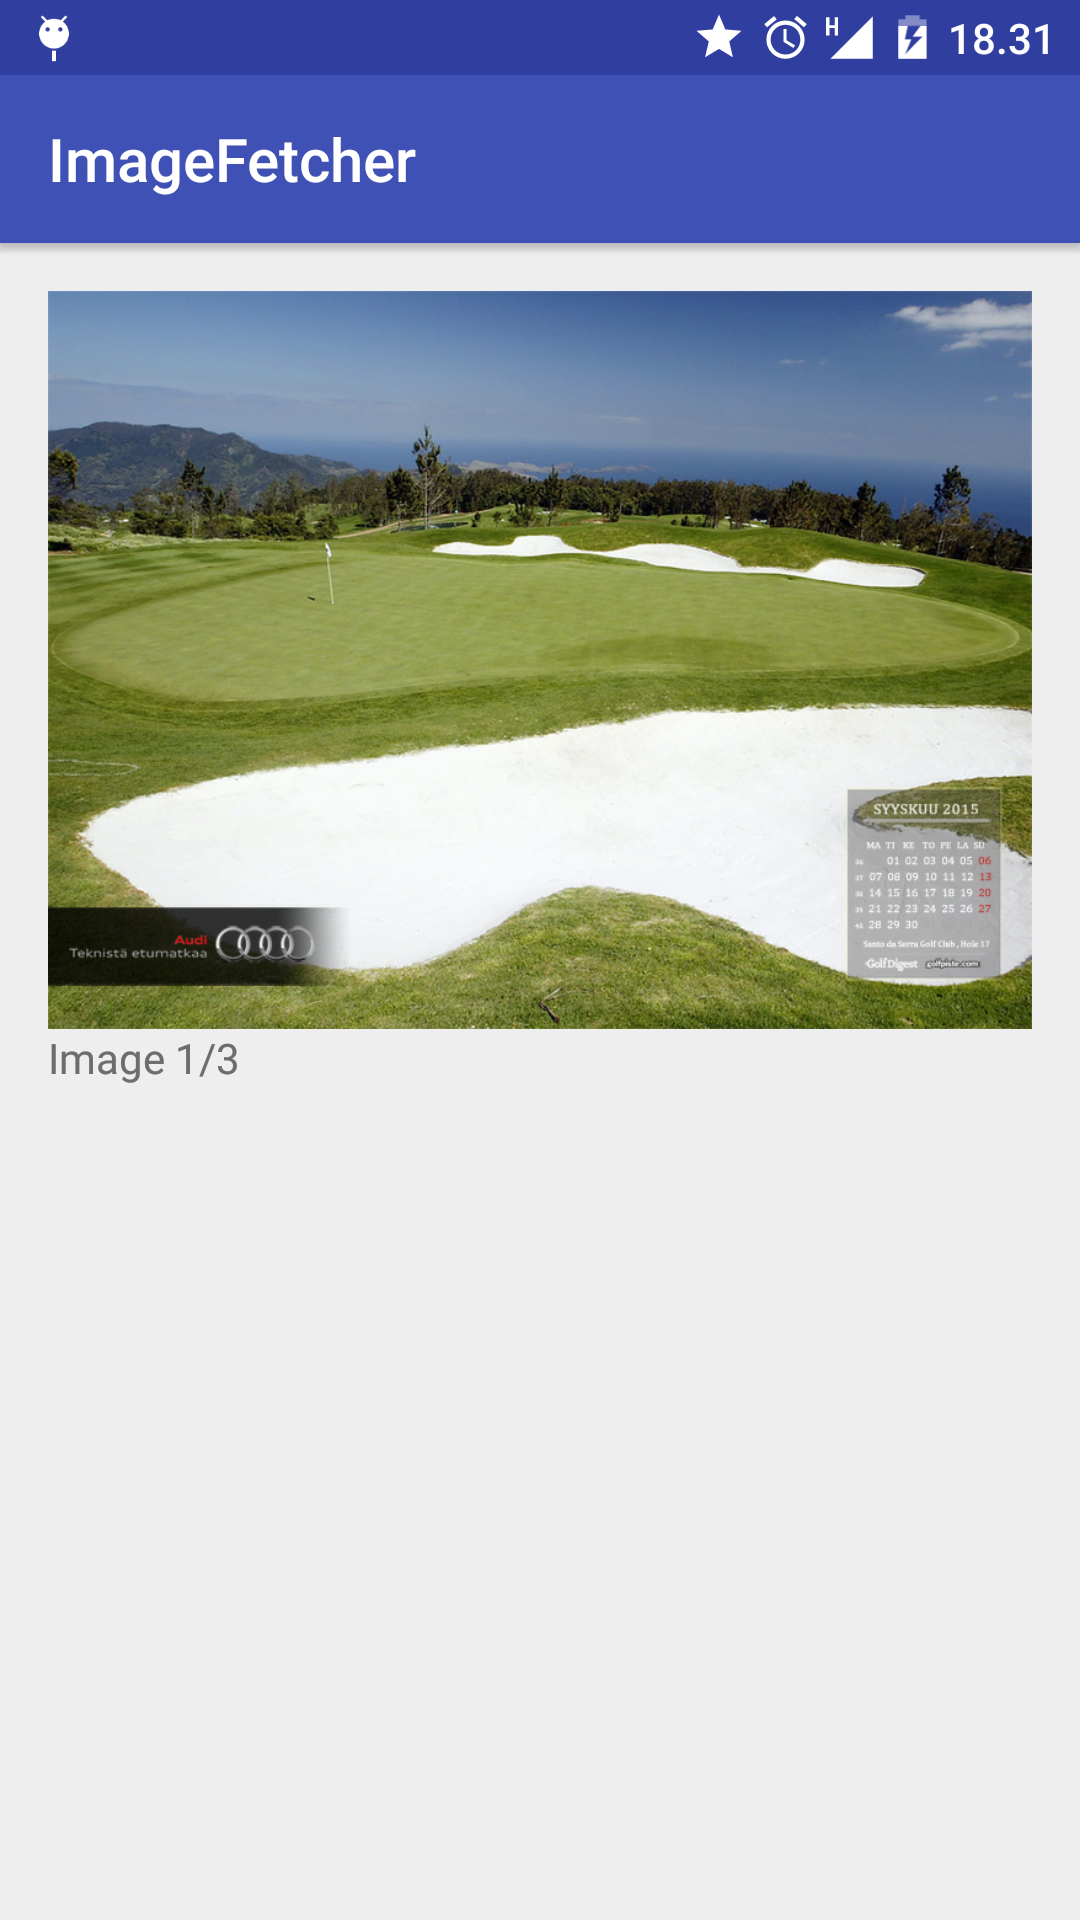 H
18.31
ImageFetcher
SYYSKUU 2015
MA TI KE TO PE LA SU
36 01 02 03 04 05 06
37 07 08 09 10 11 12 13
38 14 15 16 17 18 19 20
39 21 22 23 24 25 26 27
40 28 29 30
Santo da Serra Golf Club, Hole 17
GolfDigest golfpiste.com
Audi
Teknistä etumatkaa
Image 1/3